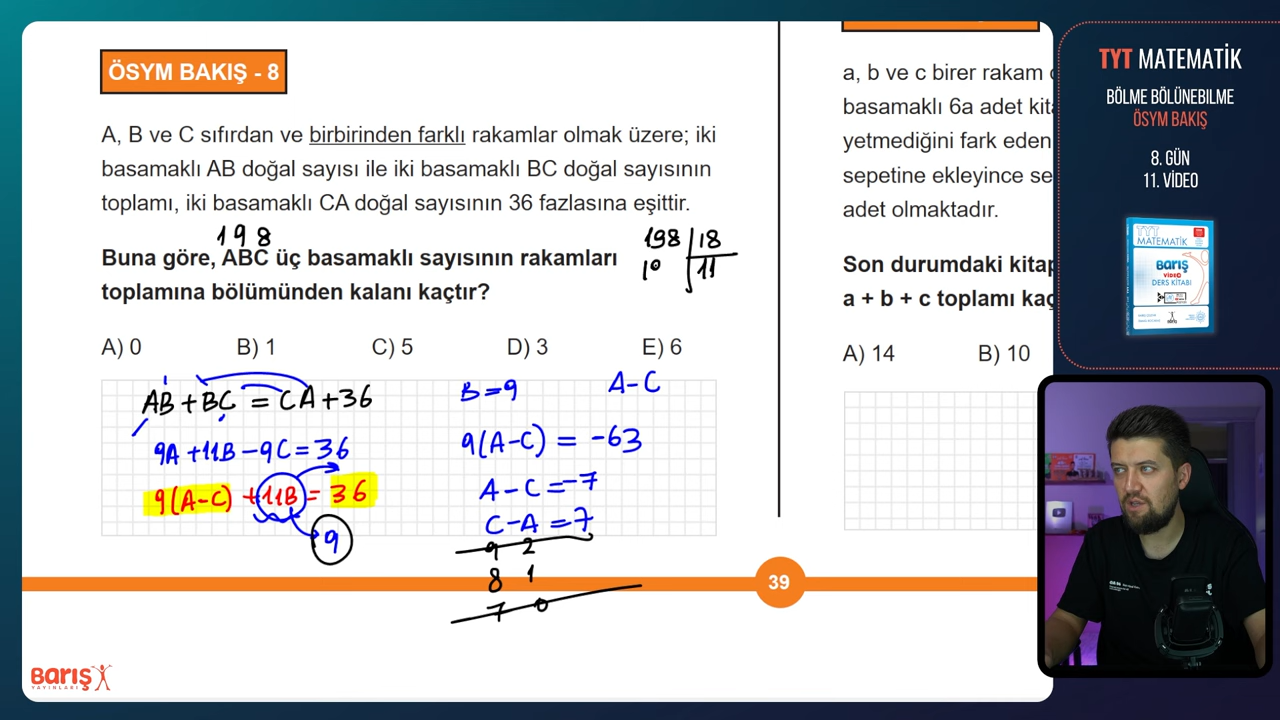 ÖSYM BAKIŞ - 8
A, B ve C sıfırdan ve birbirinden farklı rakamlar olmak üzere; iki
basamaklı AB doğal sayısı ile iki basamaklı BC doğal sayısının
toplamı, iki basamaklı CA doğal sayısının 36 fazlasına eşittir.
198
Buna göre, ABC üç basamaklı sayısının rakamları
toplamına bölümünden kalanı kaçtır?
198 | 18
10 | 11
A) 0 B) 1 C) 5 D) 3 E) 6
AB + BC = CA + 36
9A + 11B - 9C = 36
9(A-C) + 11B = 36
9
B = 9
A-C
9(A-C) = -63
A - C = -7
C - A = 7
9 2
8 1
7 0
39
BARIŞ
YAYINLARI
a, b ve c birer rakam
basamaklı 6a adet kit
yetmediğini fark eden
sepetine ekleyince se
adet olmaktadır.
Son durumdaki kitap
a + b + c toplamı kaç
A) 14 B) 10
TYT MATEMATİK
BÖLME BÖLÜNEBILME
ÖSYM BAKIŞ
8. GÜN
11. VİDEO
TYT
MATEMATİK
BARIŞ
VİDEO
DERS KİTABI